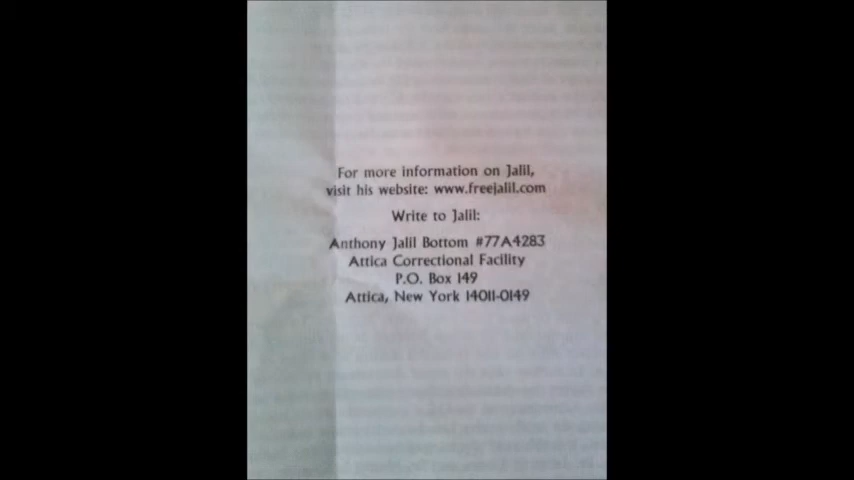 For more information on Jalil,
visit his website: www.freejalil.com
Write to Jalil:
Anthony Jalil Bottom #77A4283
Attica Correctional Facility
P.O. Box 149
Attica, New York 14011-0149